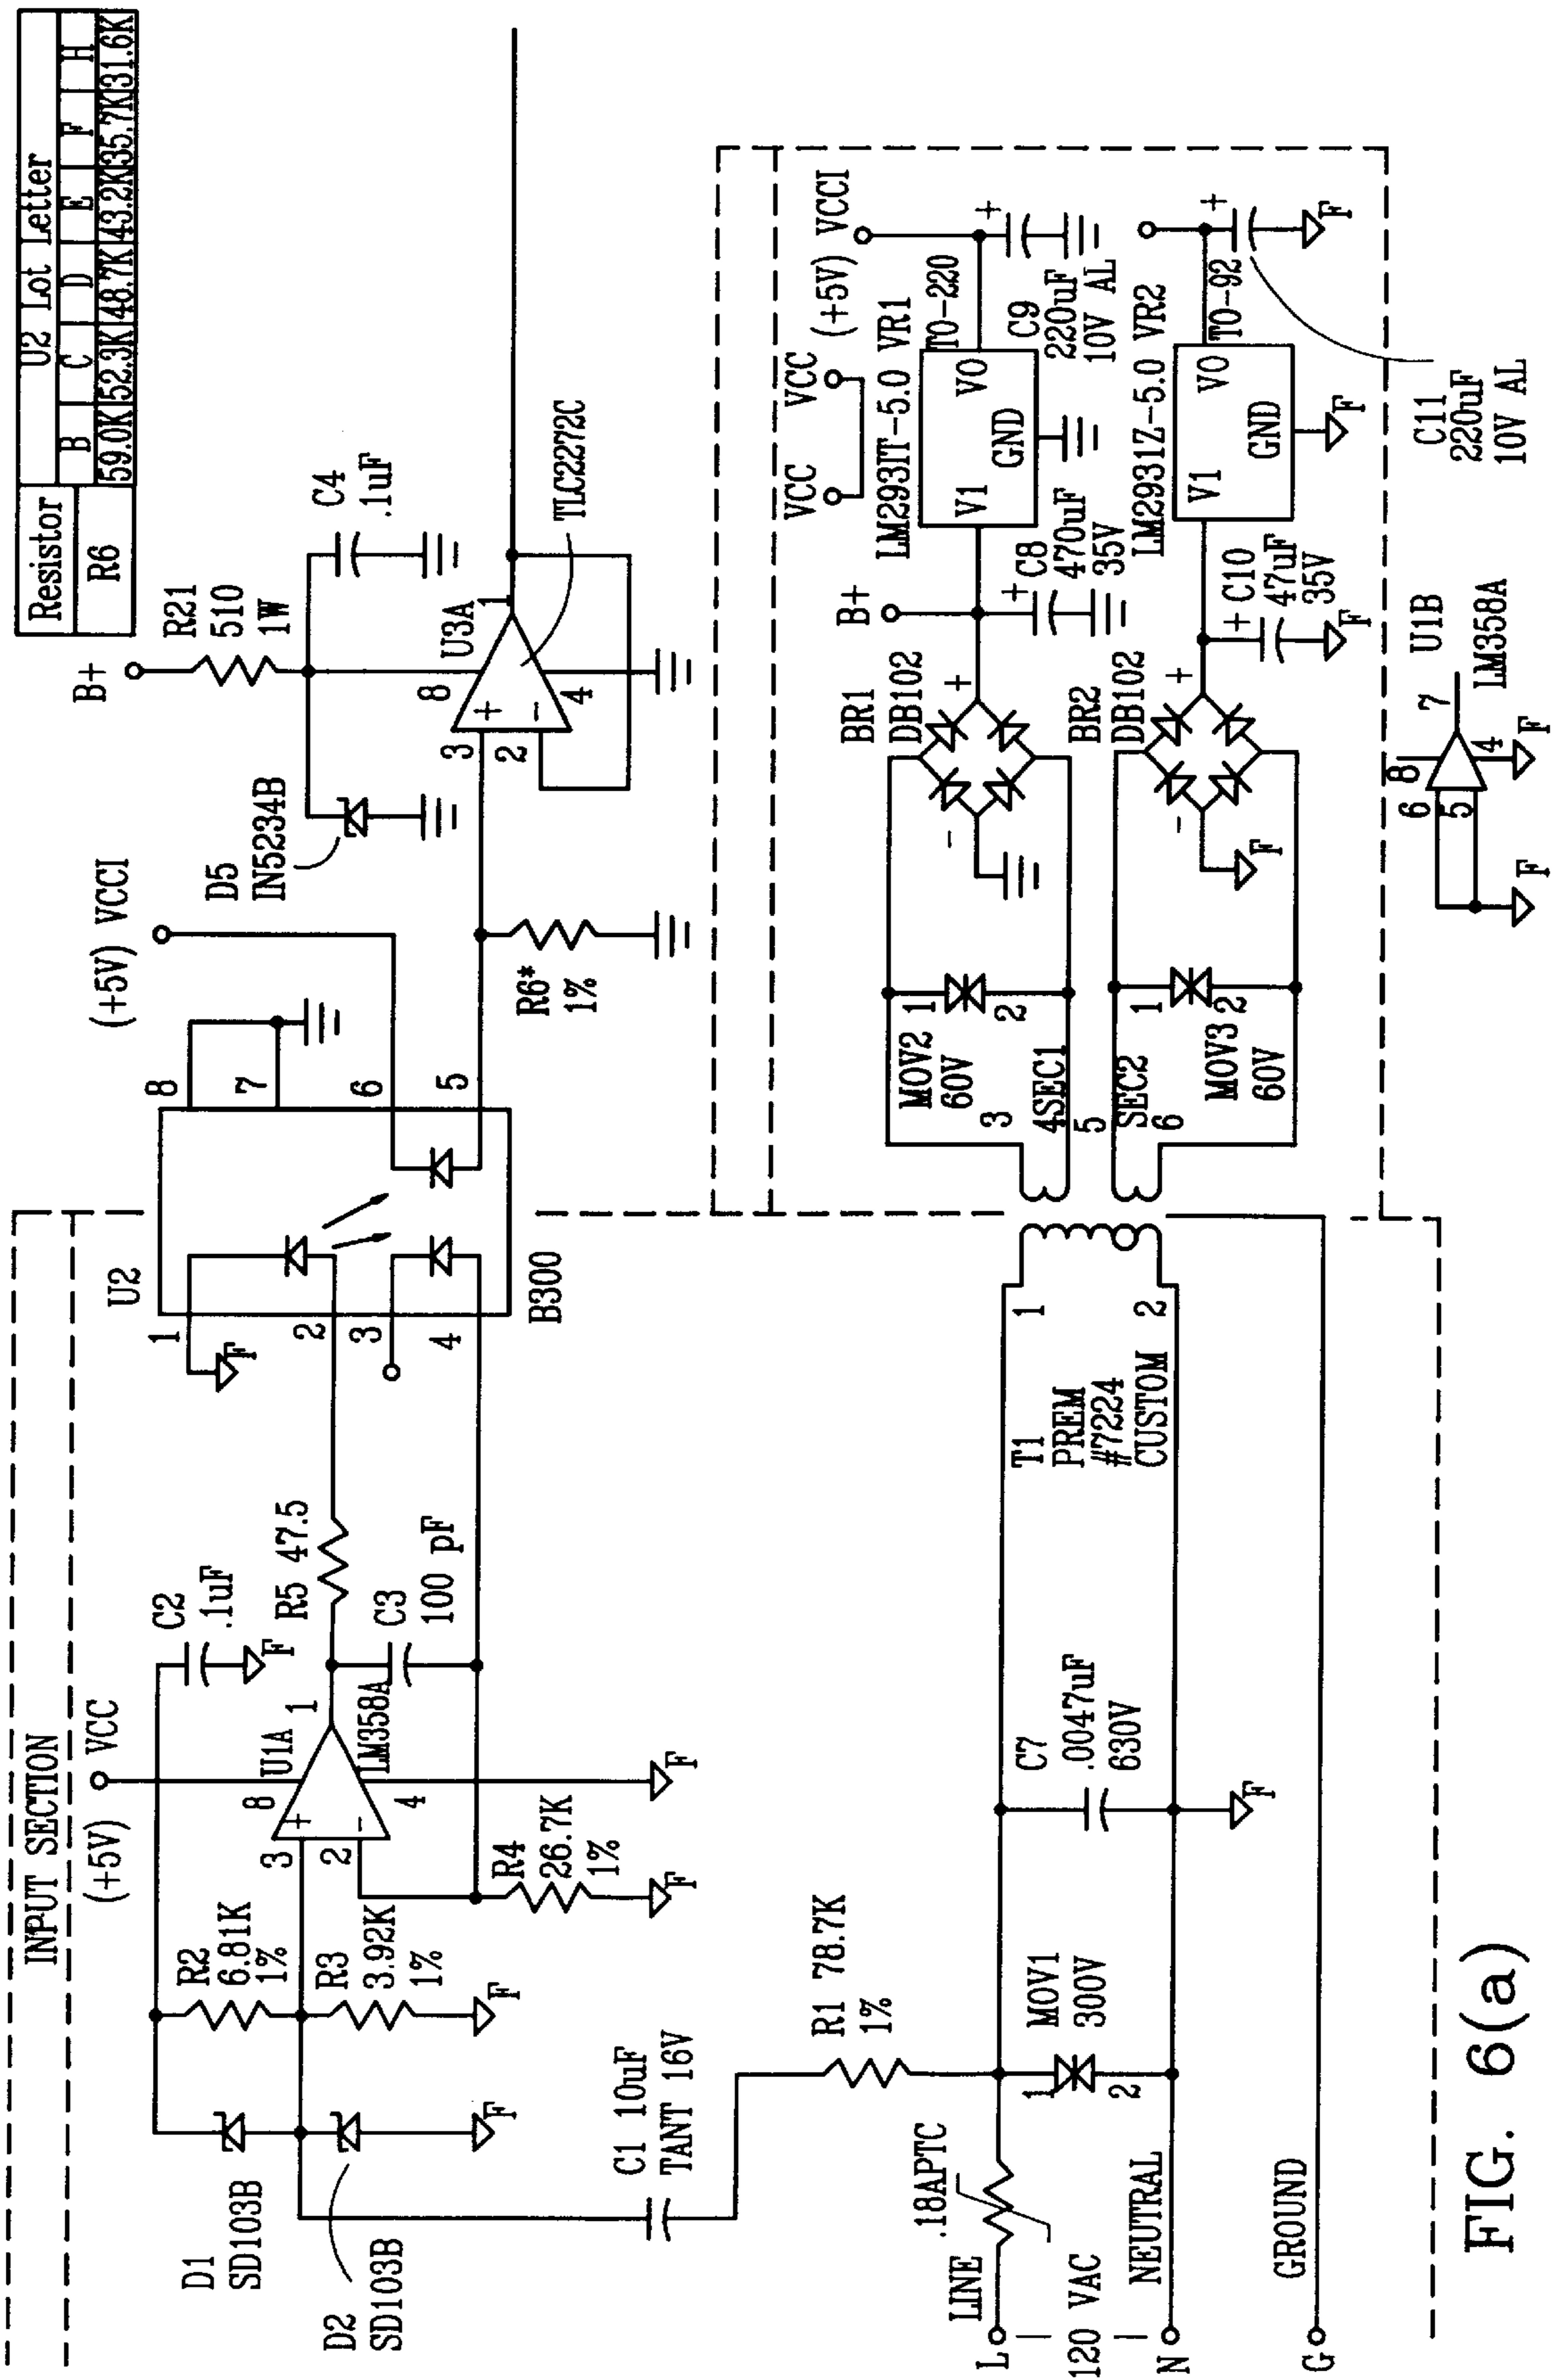 Resistor
U2 Lot Letter
B C D E F H
R6
59.0K 52.3K 48.7K 43.2K 35.7K 31.6K
INPUT SECTION
(+5V) VCC
D1
SD103B
D2
SD103B
R2
6.81K
1%
R3
3.92K
1%
F
F
3
2
8
+
-
U1A
1
4
LM358A
R4
26.7K
1%
F
F
C2
.1uF
F
R5 47.5
C3
100 pF
U2
1
F
2
3
4
8
7
6
5
B300
(+5V) VCCI
R6*
1%
D5
IN5234B
B+
R21
510
1W
C4
.1uF
U3A
8
3
+
2
-
1
4
TLC2272C
C1 10uF
TANT 16V
R1 78.7K
1%
.18APTC
LINE
L
120 VAC
N
NEUTRAL
GROUND
G
MOV1
300V
1
2
C7
.0047uF
630V
F
T1
PREM
#7224
CUSTOM
1
2
3
4SEC1
5
SEC2
6
MOV2
60V
1
2
MOV3
60V
1
2
BR1
DB102
-
+
BR2
DB102
-
+
F
B+
+
C8
470uF
35V
+
C10
47uF
35V
F
VCC VCC
(+5V) VCCI
LM293IT-5.0 VR1
TO-220
V1 VO
GND
+
C9
220uF
10V AL
LM2931Z-5.0 VR2
TO-92
V1 VO
GND
F
+
F
C11
220uF
10V AL
U1B
LM358A
8
6
5
7
4
F
F
FIG. 6(a)